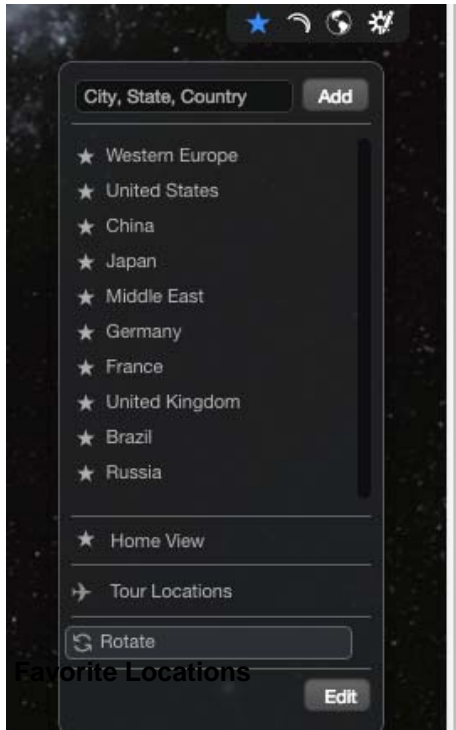 City, State, Country Add
Western Europe
United States
China
Japan
Middle East
Germany
France
United Kingdom
Brazil
Russia
Home View
Tour Locations
Rotate
Favorite Locations
Edit